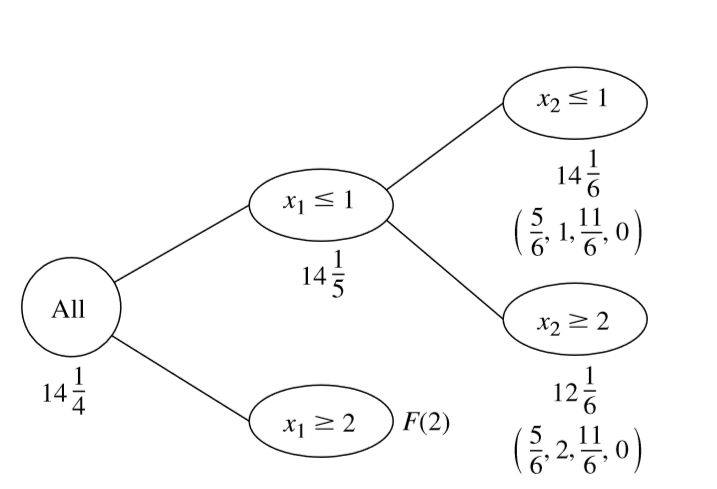 All
14 1/4
x₁ ≤ 1
14 1/5
x₁ ≥ 2 F(2)
x₂ ≤ 1
14 1/6
(5/6, 1, 11/6, 0)
x₂ ≥ 2
12 1/6
(5/6, 2, 11/6, 0)